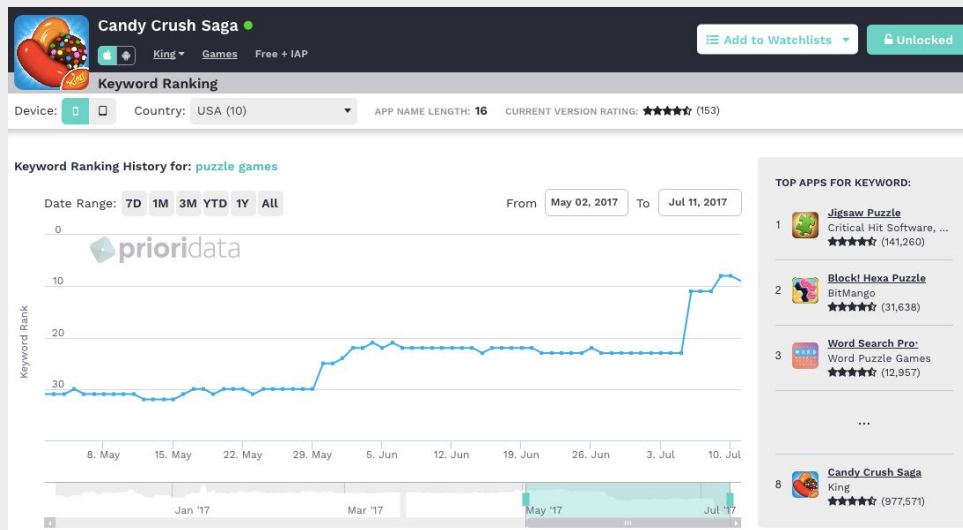 Candy Crush Saga
King Games Free + IAP
Add to Watchlists
Unlocked
Keyword Ranking
Device: Country: USA (10) APP NAME LENGTH: 16 CURRENT VERSION RATING: (153)
Keyword Ranking History for: puzzle games
Date Range: 7D 1M 3M YTD 1Y All
From May 02, 2017 To Jul 11, 2017
prioridata
Keyword Rank
0
10
20
30
8. May 15. May 22. May 29. May 5. Jun 12. Jun 19. Jun 26. Jun 3. Jul 10. Jul
Jan '17 Mar '17 May '17 Jul '17
TOP APPS FOR KEYWORD:
1
Jigsaw Puzzle
Critical Hit Software, ...
(141,260)
2
Block! Hexa Puzzle
BitMango
(31,638)
3
Word Search Pro·
Word Puzzle Games
(12,957)
...
8
Candy Crush Saga
King
(977,571)